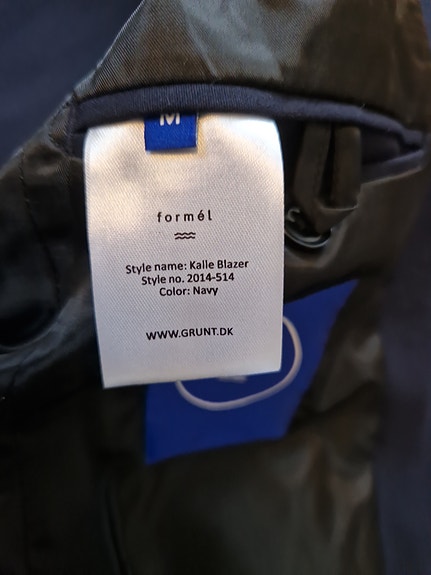 M
formél
Style name: Kalle Blazer
Style no. 2014-514
Color: Navy
WWW.GRUNT.DK